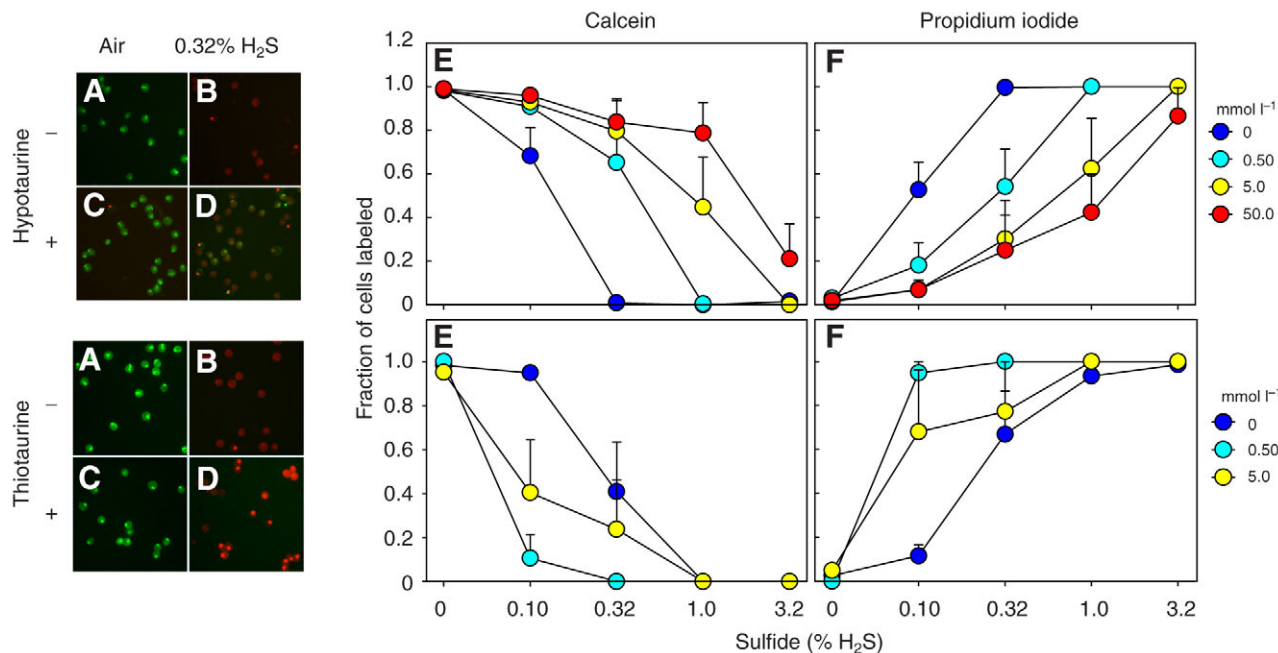 Air 0.32% H₂S
A B
C D
Hypotaurine
−
+
A B
C D
Thiotaurine
−
+
Calcein
Propidium iodide
Fraction of cells labeled
E
1.2
1.0
0.8
0.6
0.4
0.2
0
F
mmol l⁻¹
0
0.50
5.0
50.0
E
1.0
0.8
0.6
0.4
0.2
0
F
mmol l⁻¹
0
0.50
5.0
0 0.10 0.32 1.0 3.2
0 0.10 0.32 1.0 3.2
Sulfide (% H₂S)